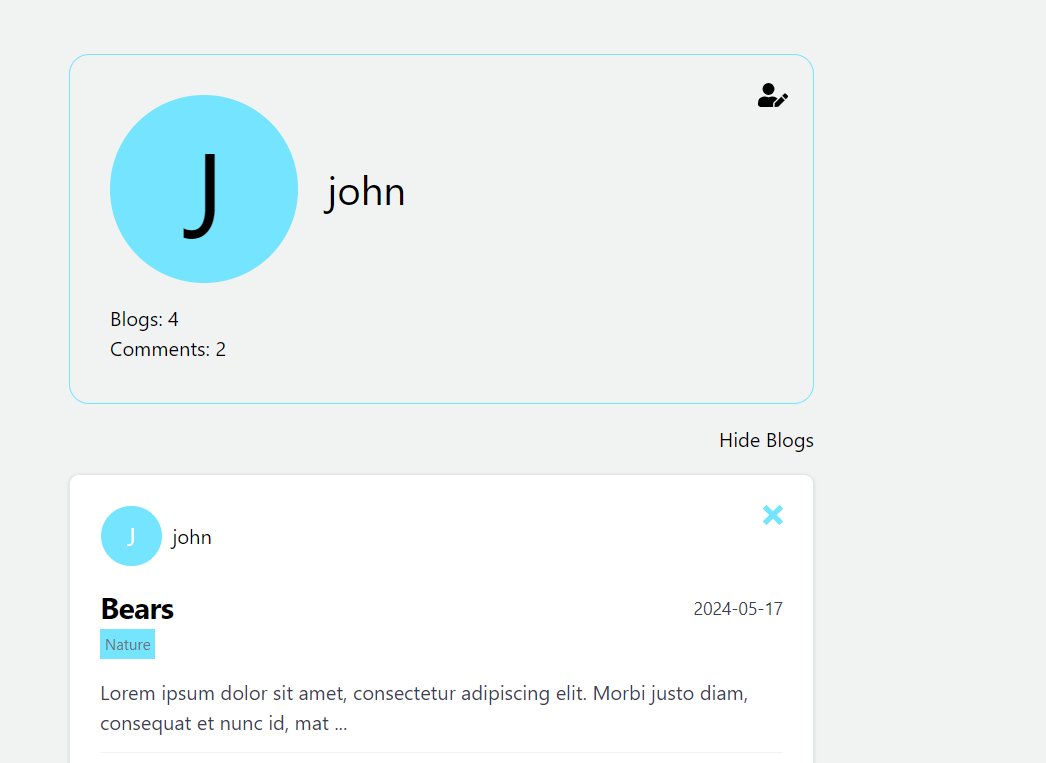 J
john
Blogs: 4
Comments: 2
Hide Blogs
J john
Bears
2024-05-17
Nature
Lorem ipsum dolor sit amet, consectetur adipiscing elit. Morbi justo diam,
consequat et nunc id, mat ...